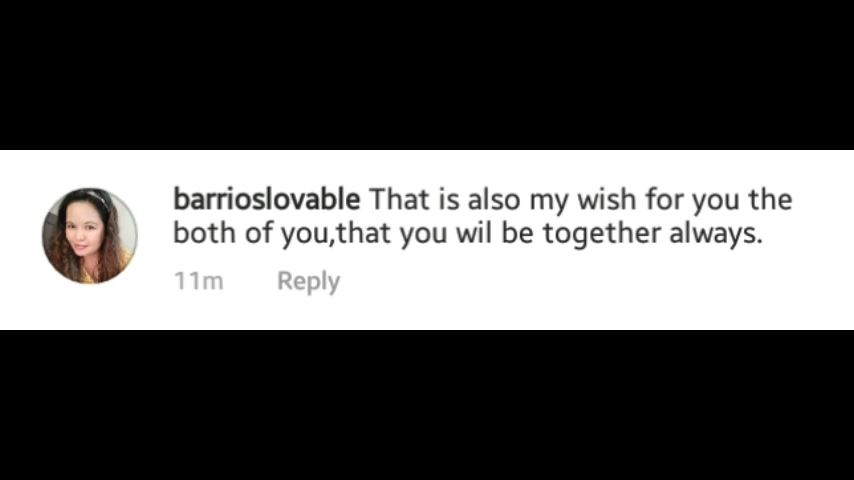 barrioslovable That is also my wish for you the
both of you,that you wil be together always.
11m Reply